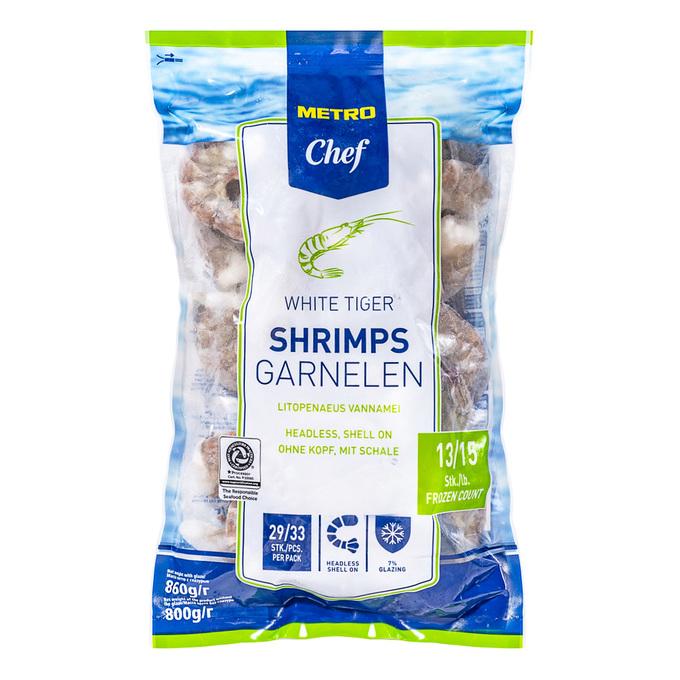 METRO
Chef
WHITE TIGER
SHRIMPS
GARNELEN
LITOPENAEUS VANNAMEI
HEADLESS, SHELL ON
OHNE KOPF, MIT SCHALE
13/15
Stk./lb.
FROZEN COUNT
Processor
The Responsible
Seafood Choice
29/33
STK./PCS.
PER PACK
HEADLESS
SHELL ON
7%
GLAZING
860g/г
800g/г